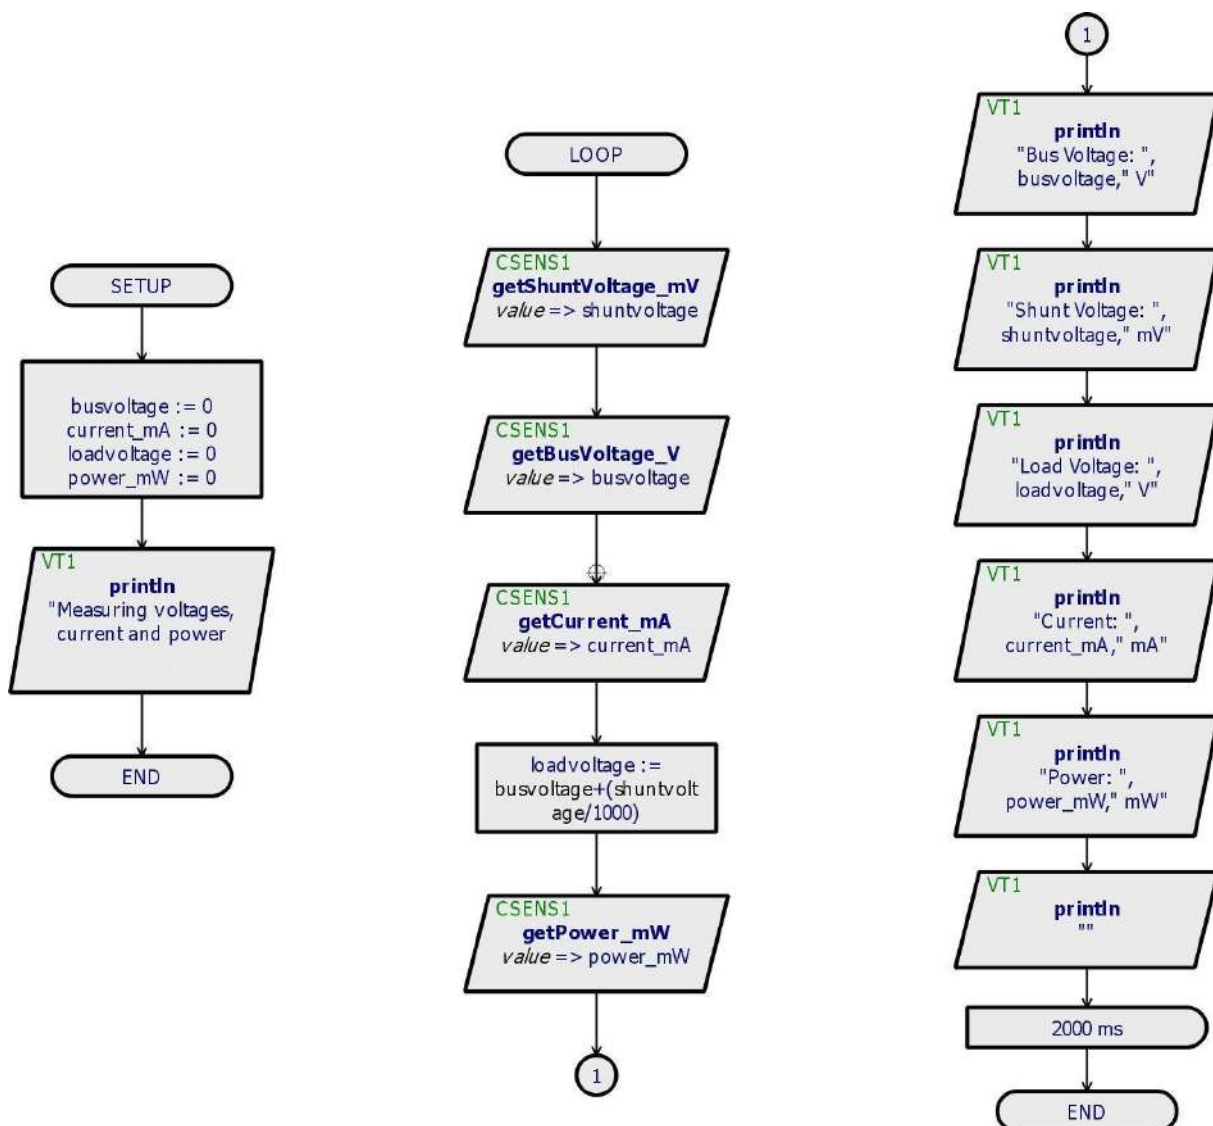 SETUP
busvoltage := 0
current_mA := 0
loadvoltage := 0
power_mW := 0
VT1
println
"Measuring voltages,
current and power
END
LOOP
CSENS1
getShuntVoltage_mV
value => shuntvoltage
CSENS1
getBusVoltage_V
value => busvoltage
CSENS1
getCurrent_mA
value => current_mA
loadvoltage :=
busvoltage+(shuntvolt
age/1000)
CSENS1
getPower_mW
value => power_mW
1
1
VT1
println
"Bus Voltage: ",
busvoltage," V"
VT1
println
"Shunt Voltage: ",
shuntvoltage," mV"
VT1
println
"Load Voltage: ",
loadvoltage," V"
VT1
println
"Current: ",
current_mA," mA"
VT1
println
"Power: ",
power_mW," mW"
VT1
println
""
2000 ms
END